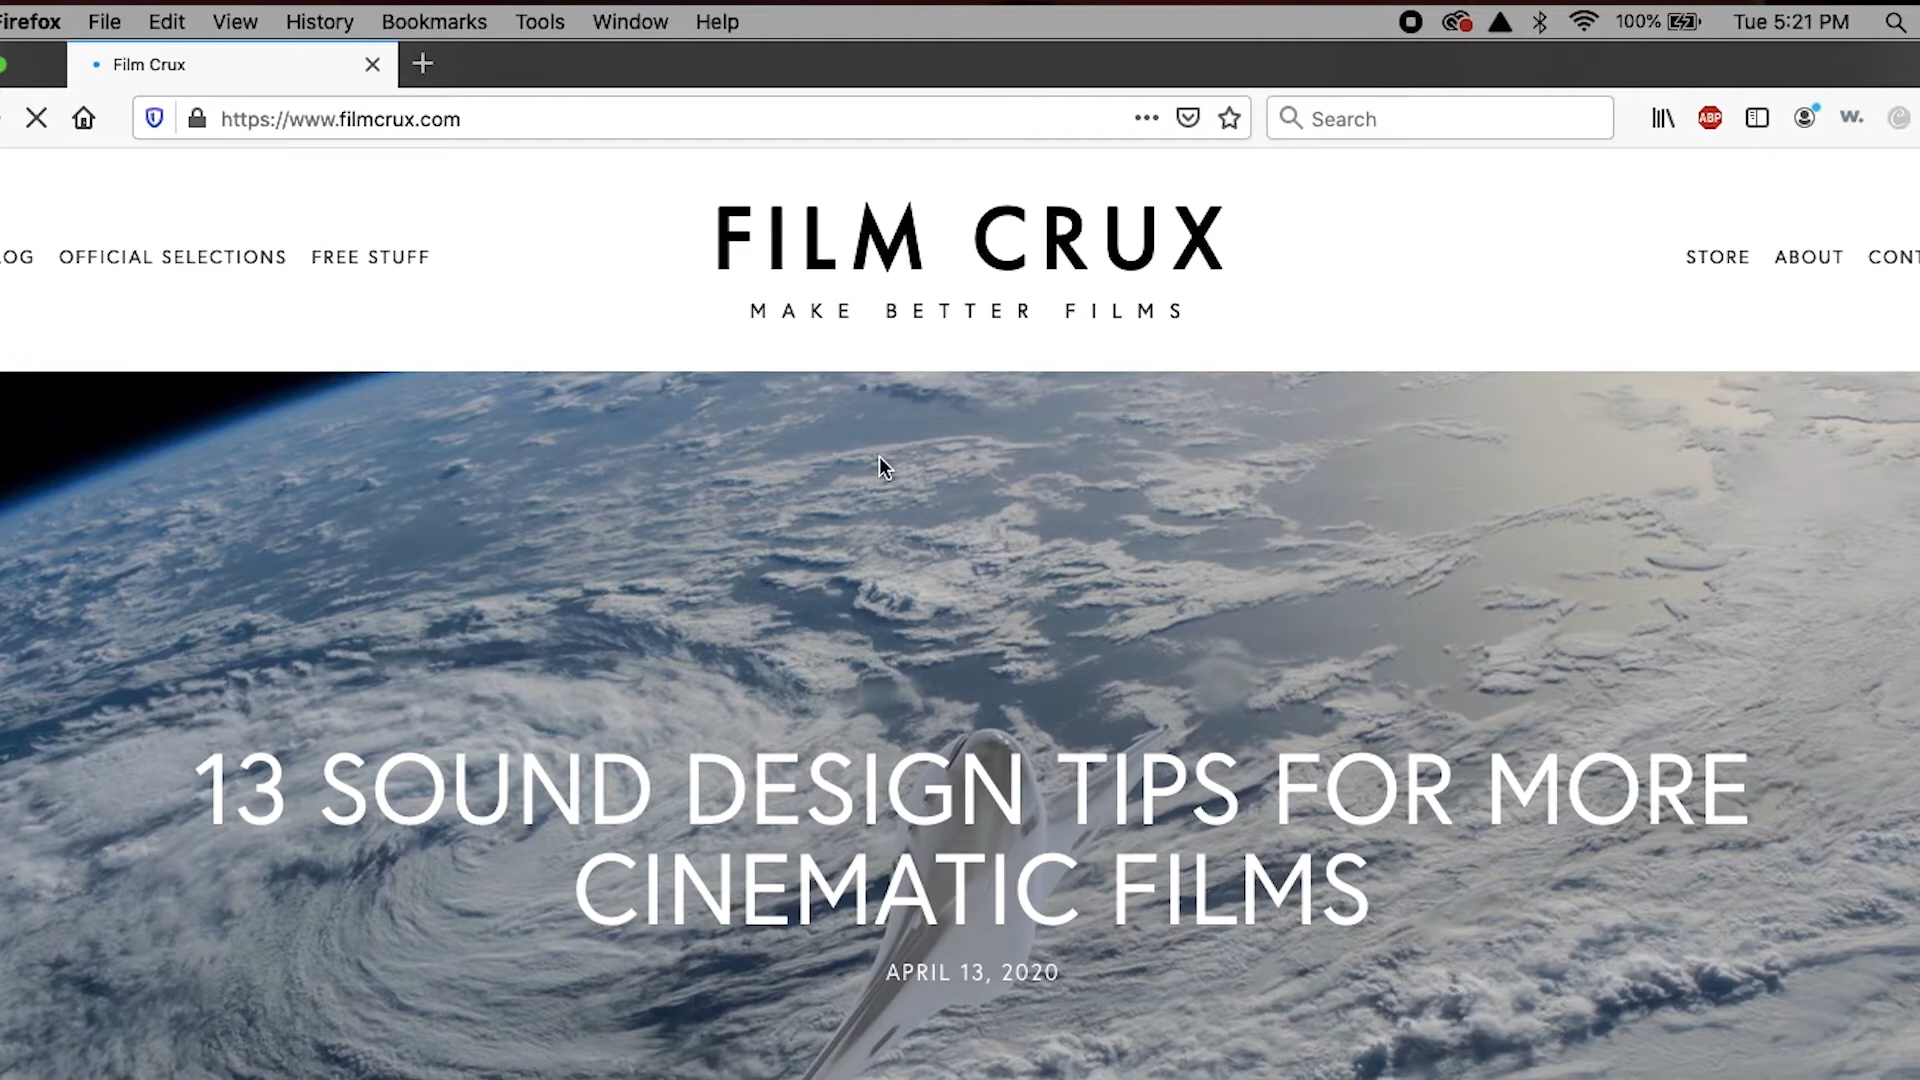 Firefox File Edit View History Bookmarks Tools Window Help 100% Tue 5:21 PM
Film Crux
https://www.filmcrux.com Search ABP w.
FILM CRUX
OFFICIAL SELECTIONS FREE STUFF STORE ABOUT
MAKE BETTER FILMS
13 SOUND DESIGN TIPS FOR MORE
CINEMATIC FILMS
APRIL 13, 2020